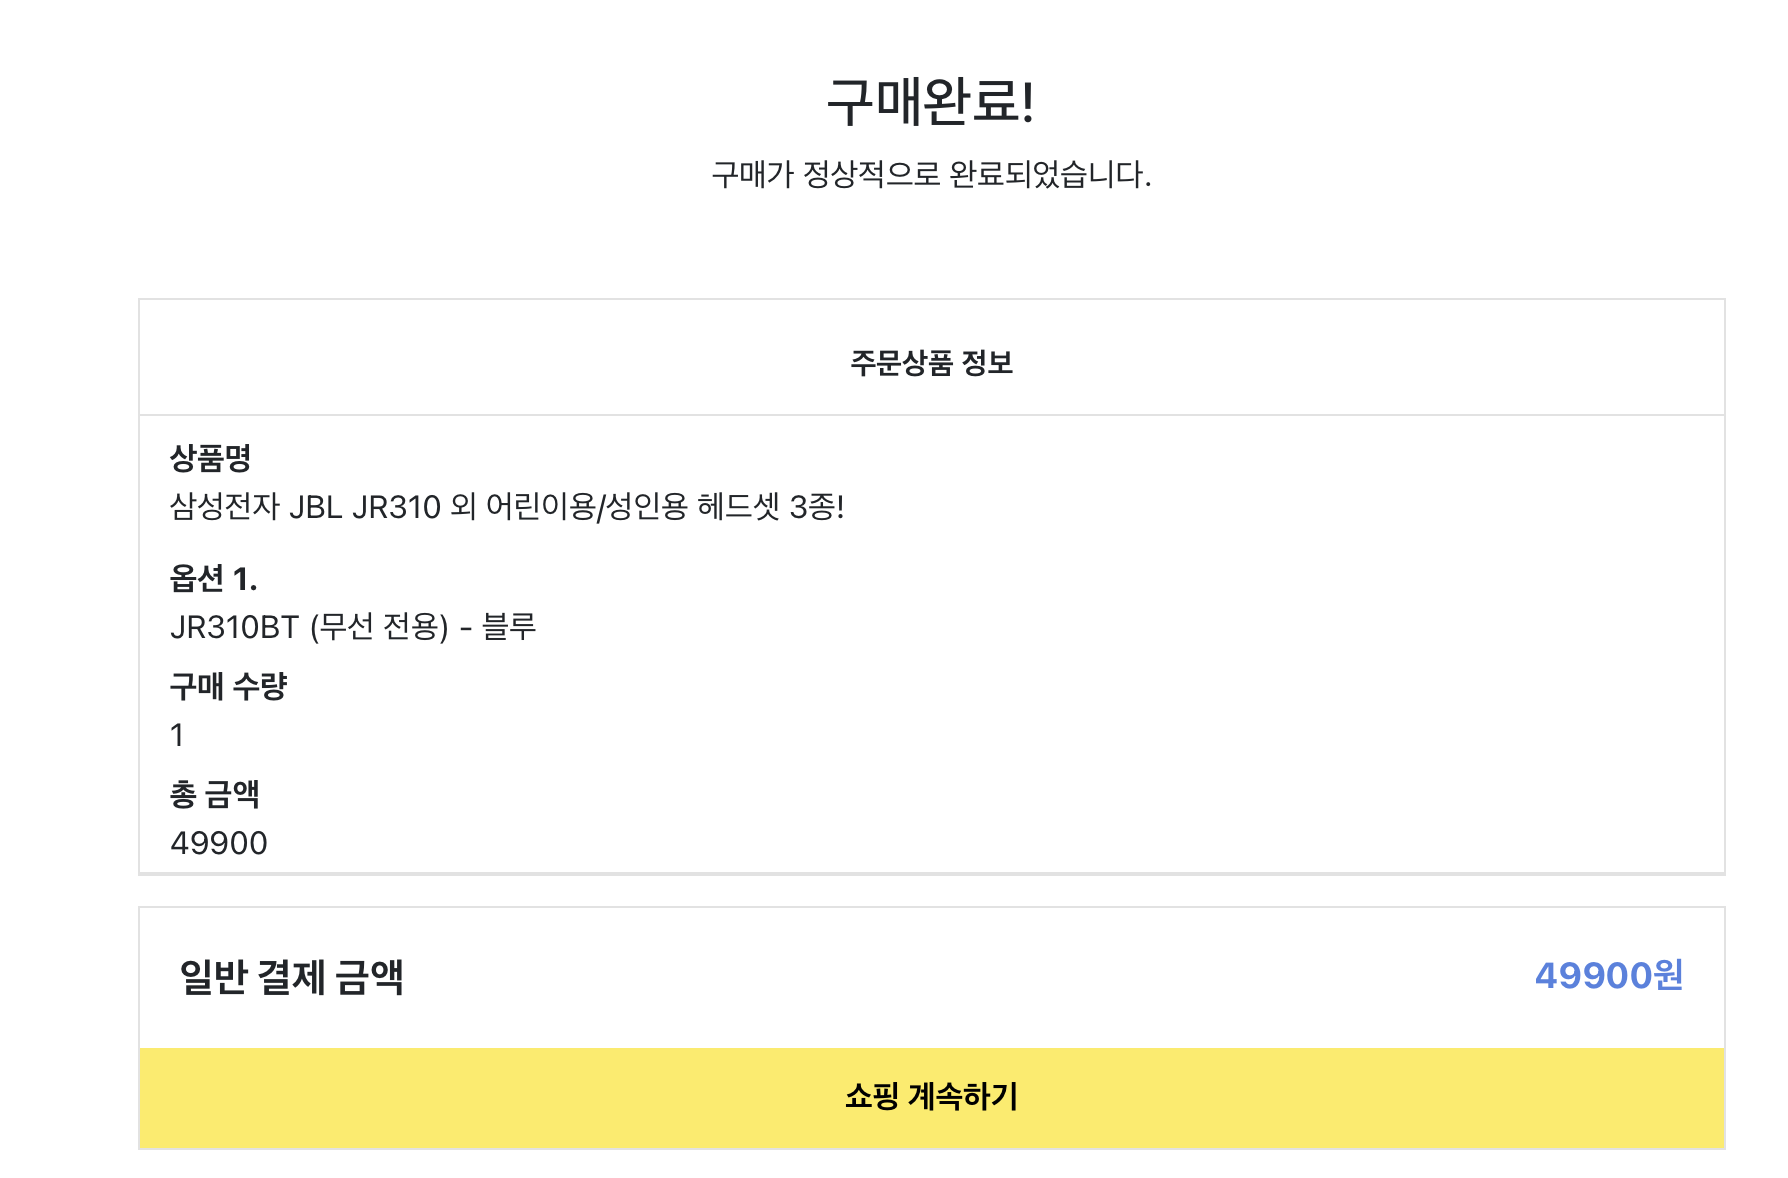 구매완료!
구매가 정상적으로 완료되었습니다.
주문상품 정보
상품명
삼성전자 JBL JR310 외 어린이용/성인용 헤드셋 3종!
옵션 1.
JR310BT (무선 전용) - 블루
구매 수량
1
총 금액
49900
일반 결제 금액 49900원
쇼핑 계속하기